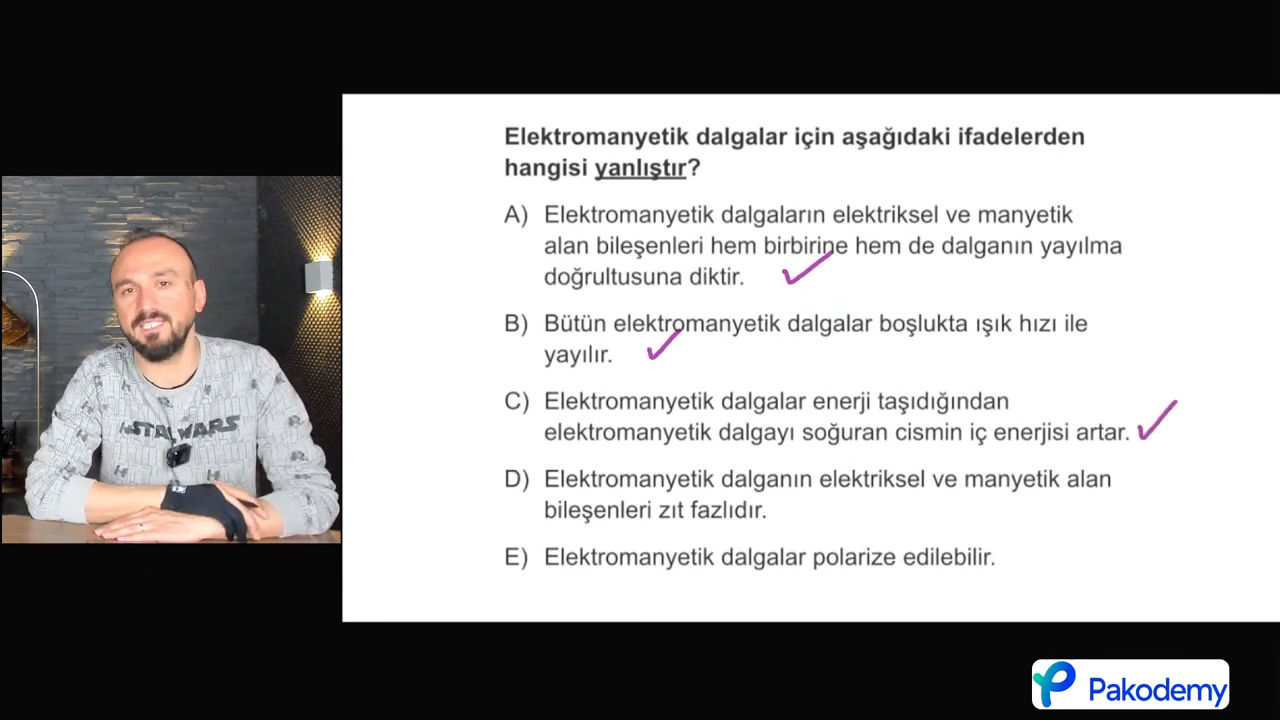 Elektromanyetik dalgalar için aşağıdaki ifadelerden
hangisi yanlıştır?
A) Elektromanyetik dalgaların elektriksel ve manyetik
alan bileşenleri hem birbirine hem de dalganın yayılma
doğrultusuna diktir.
B) Bütün elektromanyetik dalgalar boşlukta ışık hızı ile
yayılır.
C) Elektromanyetik dalgalar enerji taşıdığından
elektromanyetik dalgayı soğuran cismin iç enerjisi artar.
D) Elektromanyetik dalganın elektriksel ve manyetik alan
bileşenleri zıt fazlıdır.
E) Elektromanyetik dalgalar polarize edilebilir.
STAR WARS
Pakodemy